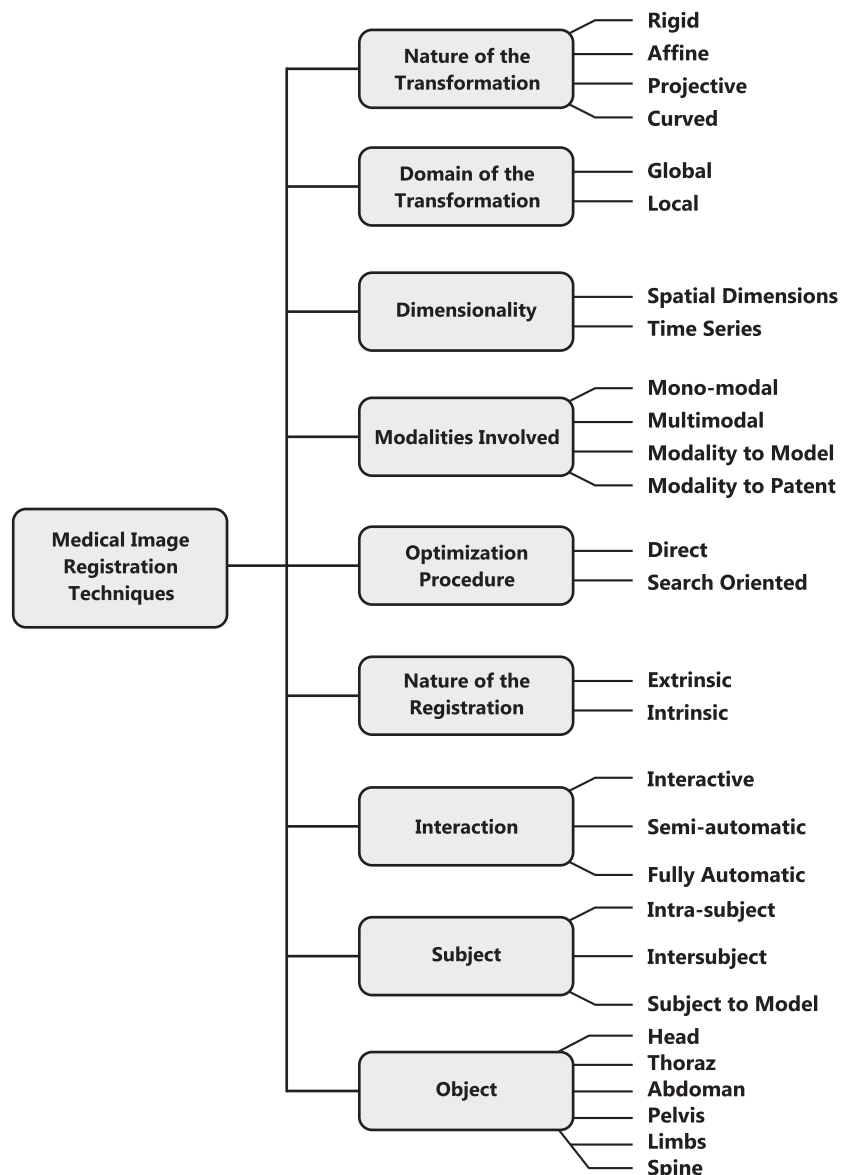 Medical Image
Registration
Techniques
Nature of the
Transformation
Rigid
Affine
Projective
Curved
Domain of the
Transformation
Global
Local
Dimensionality
Spatial Dimensions
Time Series
Modalities Involved
Mono-modal
Multimodal
Modality to Model
Modality to Patent
Optimization
Procedure
Direct
Search Oriented
Nature of the
Registration
Extrinsic
Intrinsic
Interaction
Interactive
Semi-automatic
Fully Automatic
Subject
Intra-subject
Intersubject
Subject to Model
Object
Head
Thoraz
Abdoman
Pelvis
Limbs
Spine